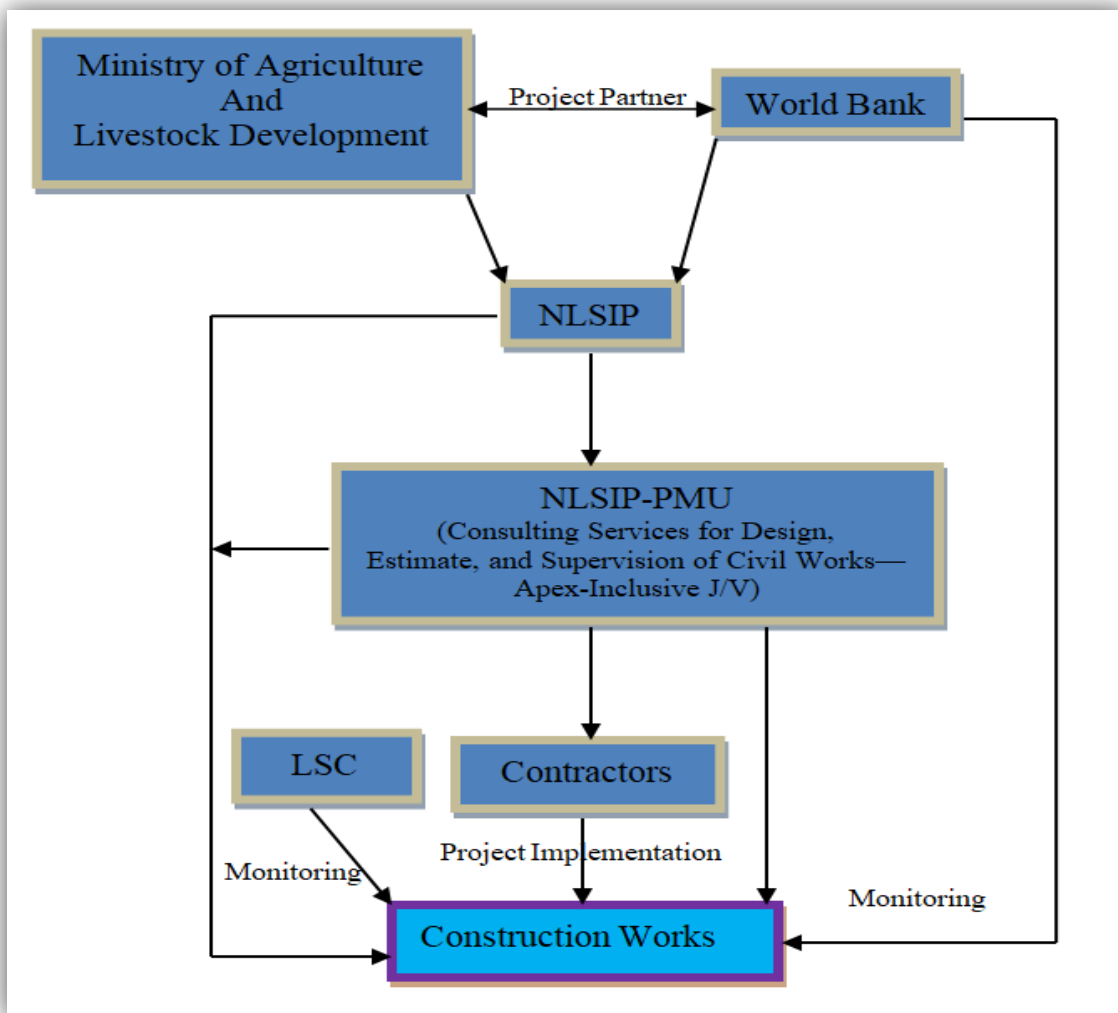 Ministry of Agriculture
And
Livestock Development
Project Partner
World Bank
NLSIP
NLSIP-PMU
(Consulting Services for Design,
Estimate, and Supervision of Civil Works—
Apex-Inclusive J/V)
LSC
Contractors
Monitoring
Project Implementation
Monitoring
Construction Works